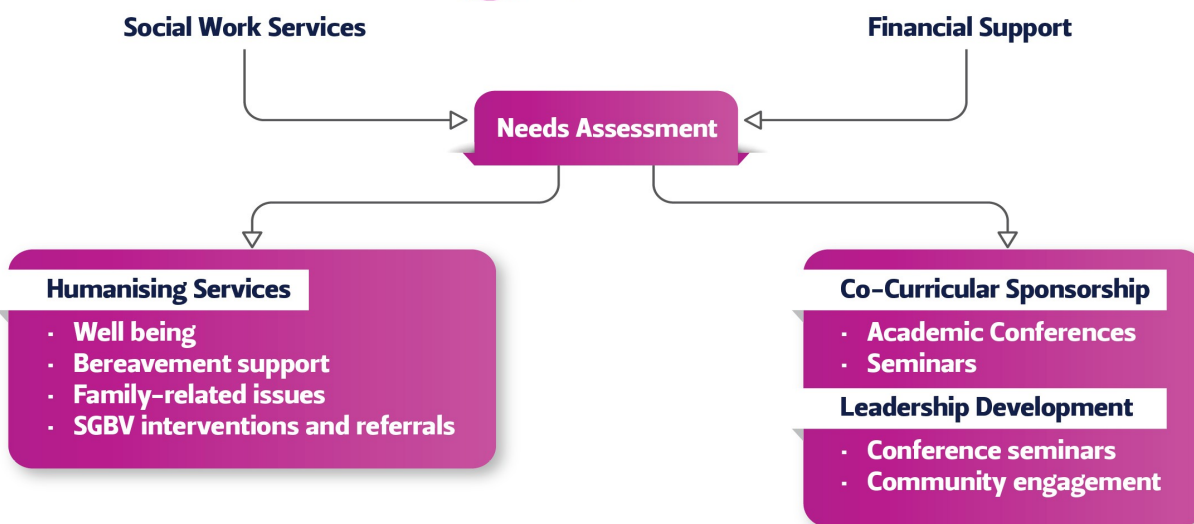 Social Work Services
Financial Support
Needs Assessment
Humanising Services
· Well being
· Bereavement support
· Family-related issues
· SGBV interventions and referrals
Co-Curricular Sponsorship
· Academic Conferences
· Seminars
Leadership Development
· Conference seminars
· Community engagement